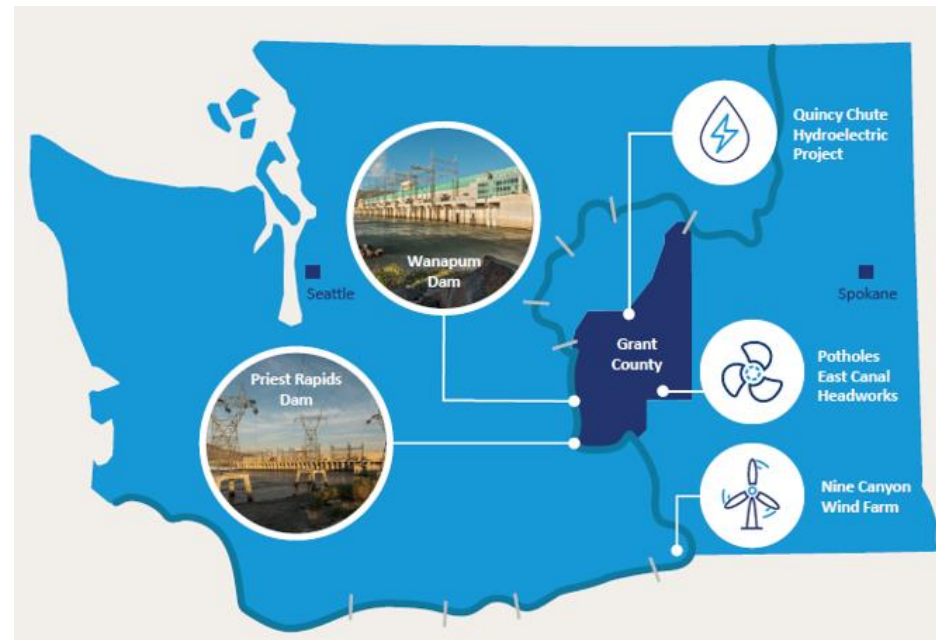 Quincy Chute
Hydroelectric
Project
Wanapum
Dam
Seattle
Spokane
Grant
County
Priest Rapids
Dam
Potholes
East Canal
Headworks
Nine Canyon
Wind Farm